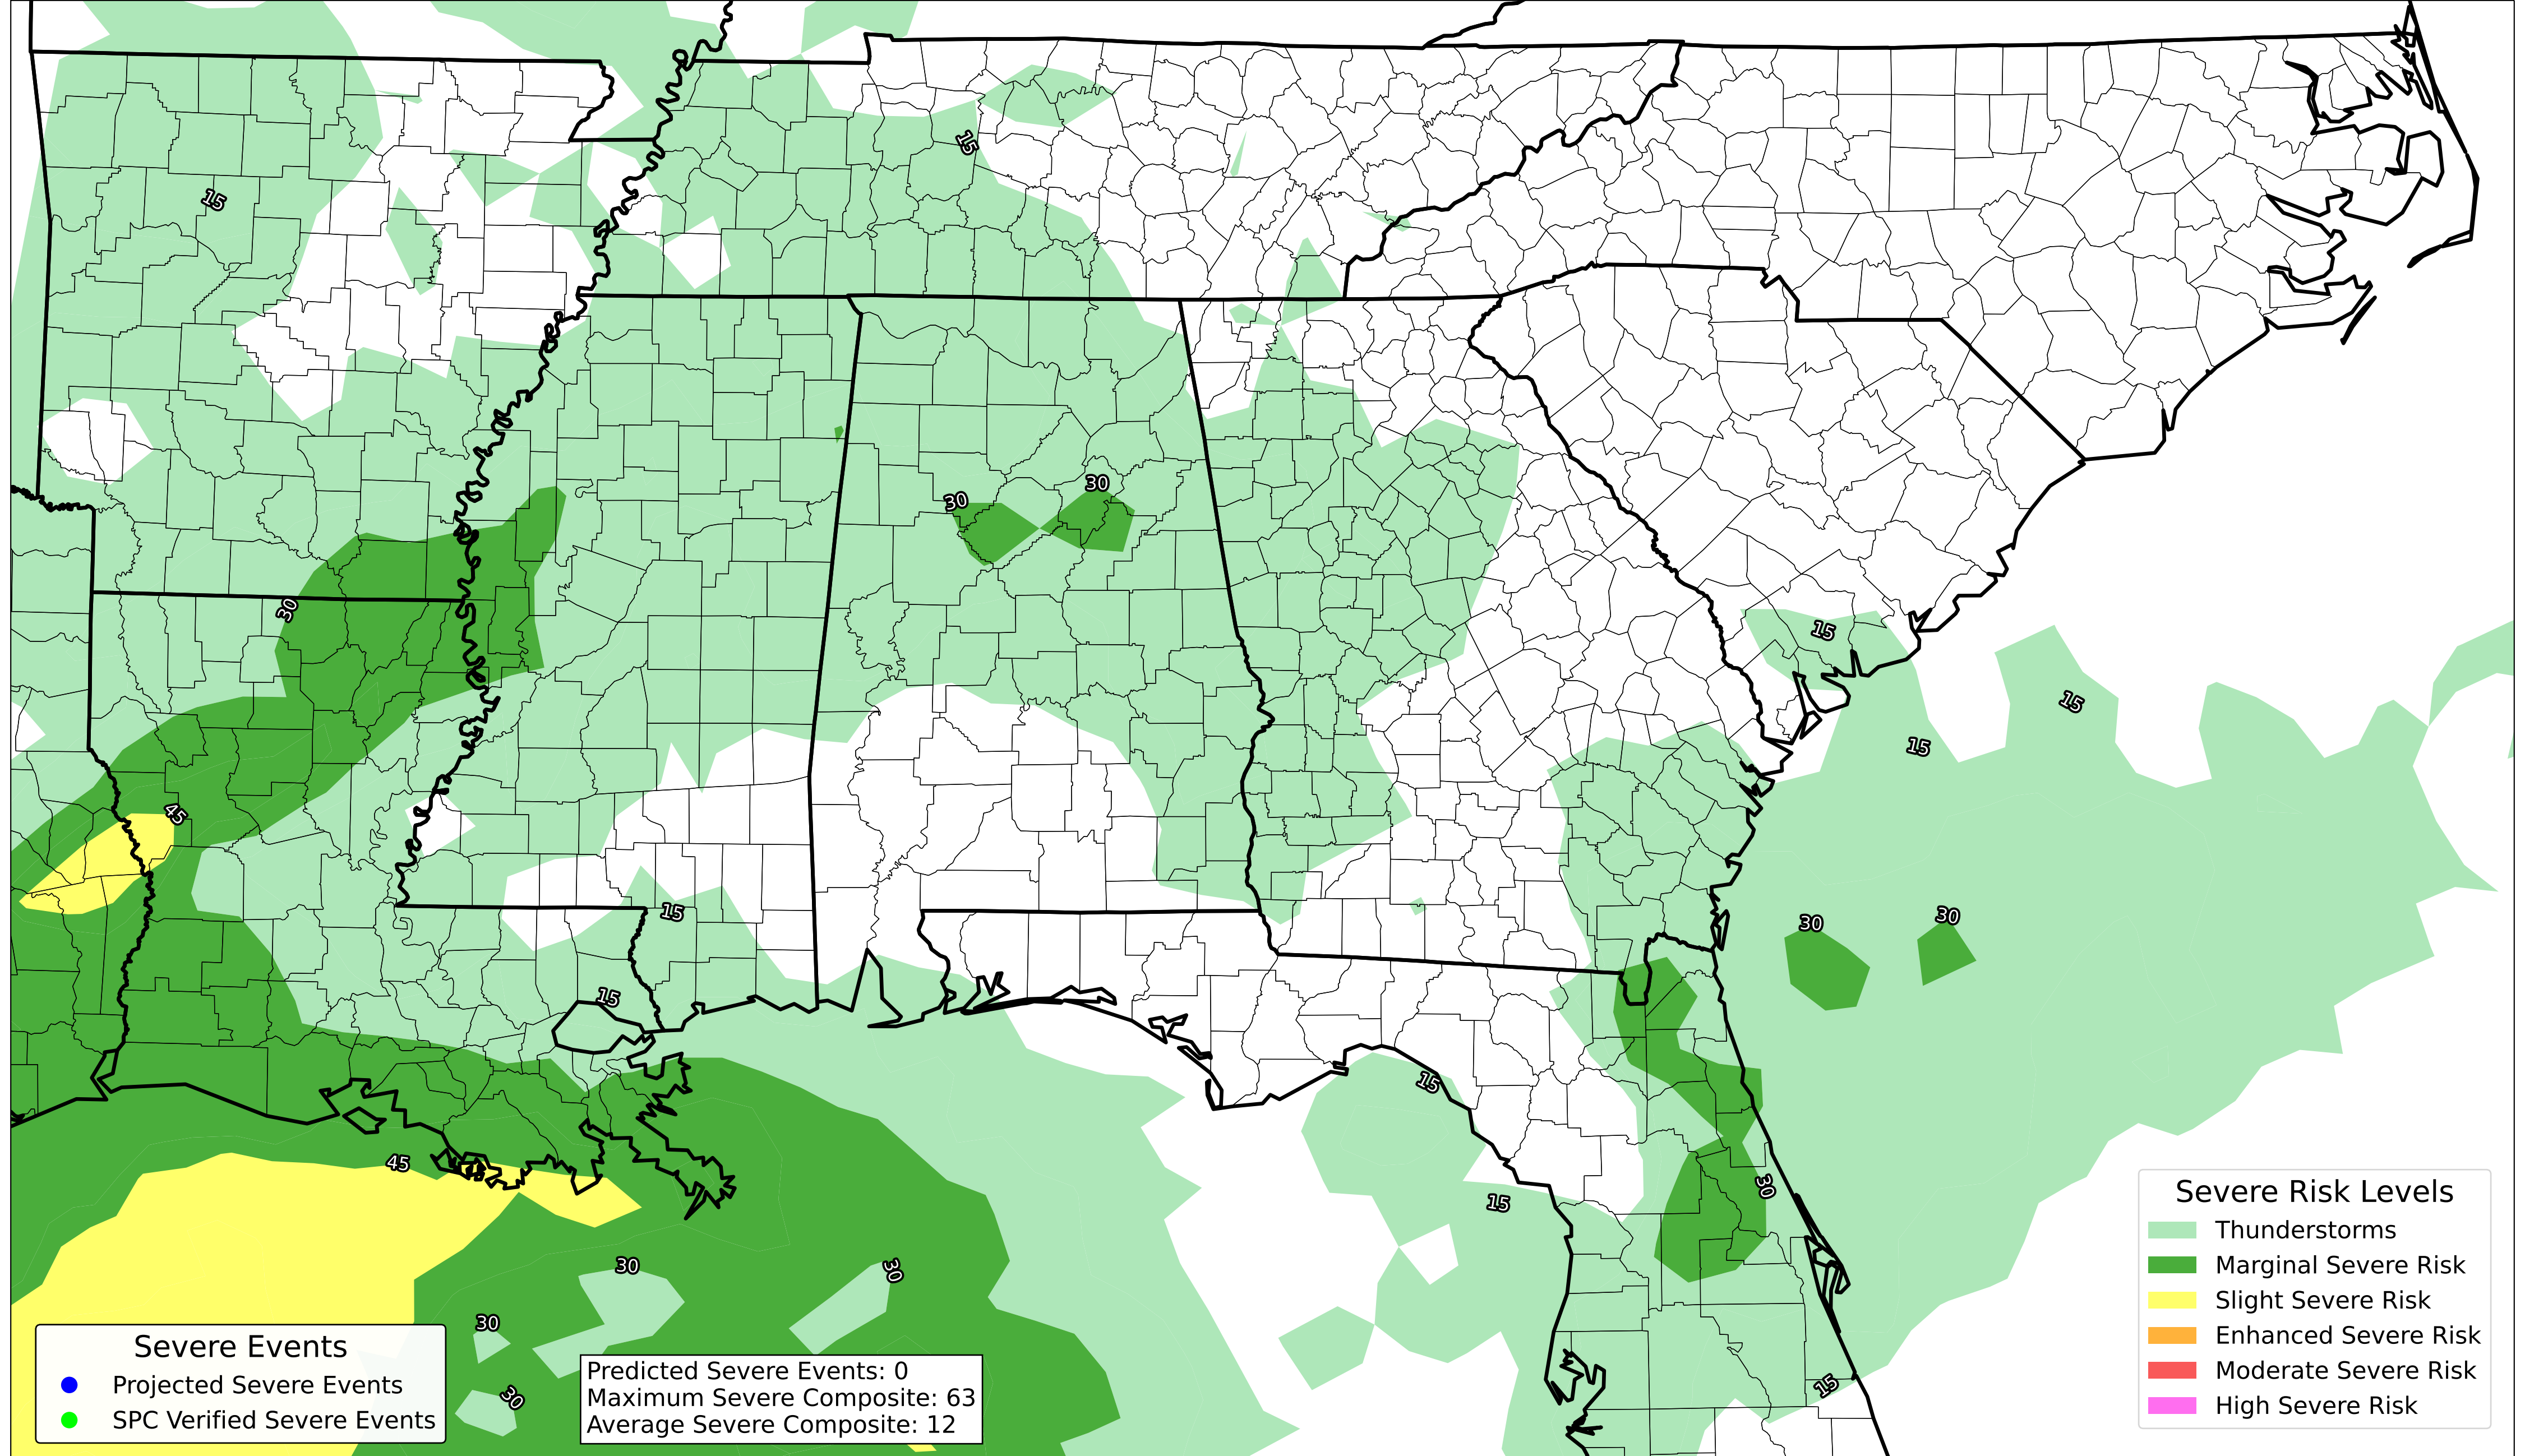 15
15
30
30
30
15
15
15
45
15
30
30
15
15
45
30
15
30
30
30
30
15
Severe Events
Projected Severe Events
SPC Verified Severe Events
Predicted Severe Events: 0
Maximum Severe Composite: 63
Average Severe Composite: 12
Severe Risk Levels
Thunderstorms
Marginal Severe Risk
Slight Severe Risk
Enhanced Severe Risk
Moderate Severe Risk
High Severe Risk